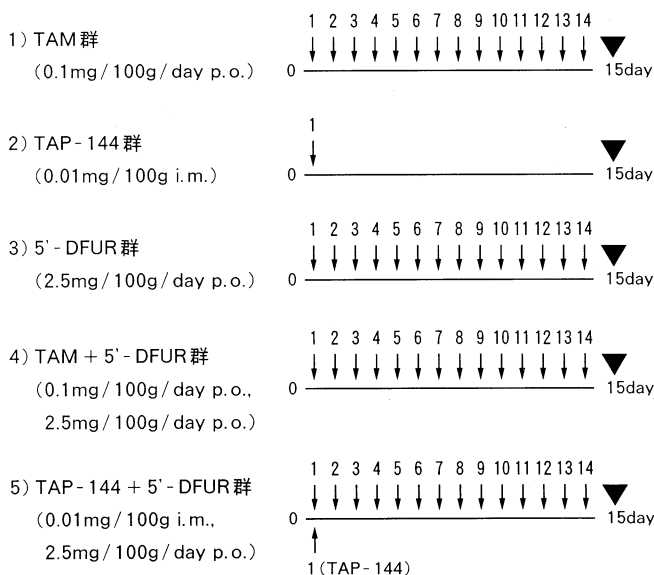 1 2 3 4 5 6 7 8 9 10 11 12 13 14
1) TAM群
(0.1mg/100g/day p.o.)
0
15day
1
2) TAP-144群
(0.01mg/100g i.m.)
0
15day
1 2 3 4 5 6 7 8 9 10 11 12 13 14
3) 5'-DFUR群
(2.5mg/100g/day p.o.)
0
15day
1 2 3 4 5 6 7 8 9 10 11 12 13 14
4) TAM + 5'-DFUR群
(0.1mg/100g/day p.o.,
0
15day
2.5mg/100g/day p.o.)
1 2 3 4 5 6 7 8 9 10 11 12 13 14
5) TAP-144 + 5'-DFUR群
(0.01mg/100g i.m.,
0
15day
2.5mg/100g/day p.o.)
1 (TAP-144)